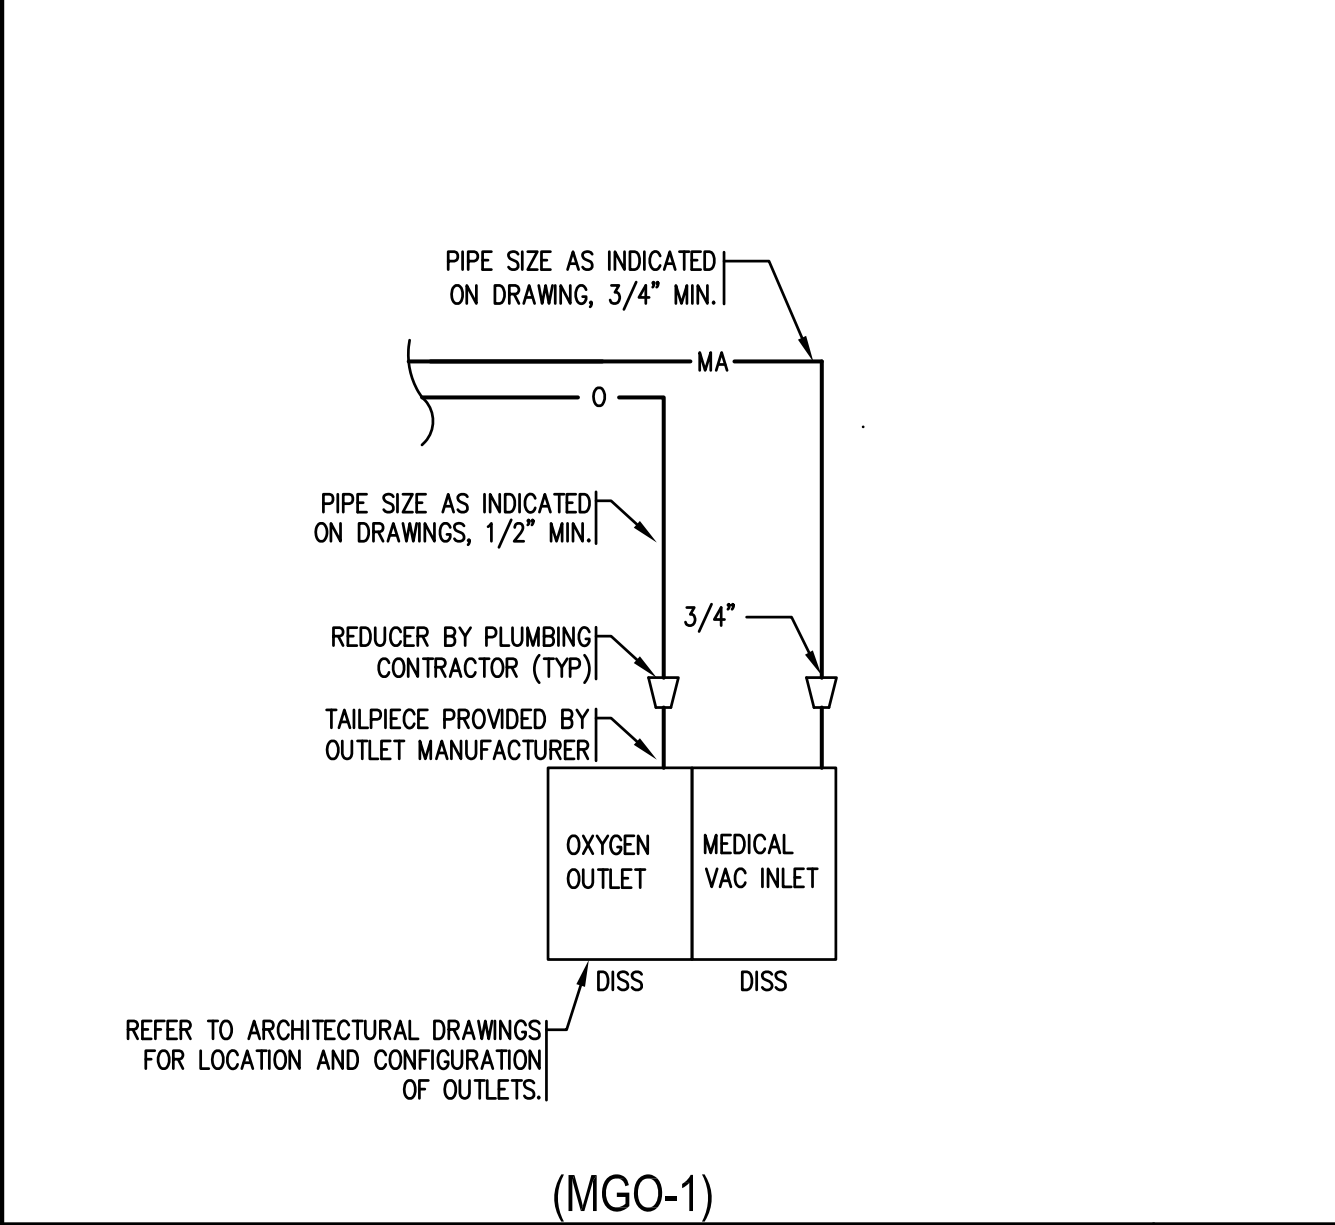 PIPE SIZE AS INDICATED
ON DRAWING, 3/4" MIN.
MA
O
PIPE SIZE AS INDICATED
ON DRAWINGS, 1/2" MIN.
3/4"
REDUCER BY PLUMBING
CONTRACTOR (TYP)
TAILPIECE PROVIDED BY
OUTLET MANUFACTURER
OXYGEN
OUTLET
MEDICAL
VAC INLET
DISS
DISS
REFER TO ARCHITECTURAL DRAWINGS
FOR LOCATION AND CONFIGURATION
OF OUTLETS.
(MGO-1)